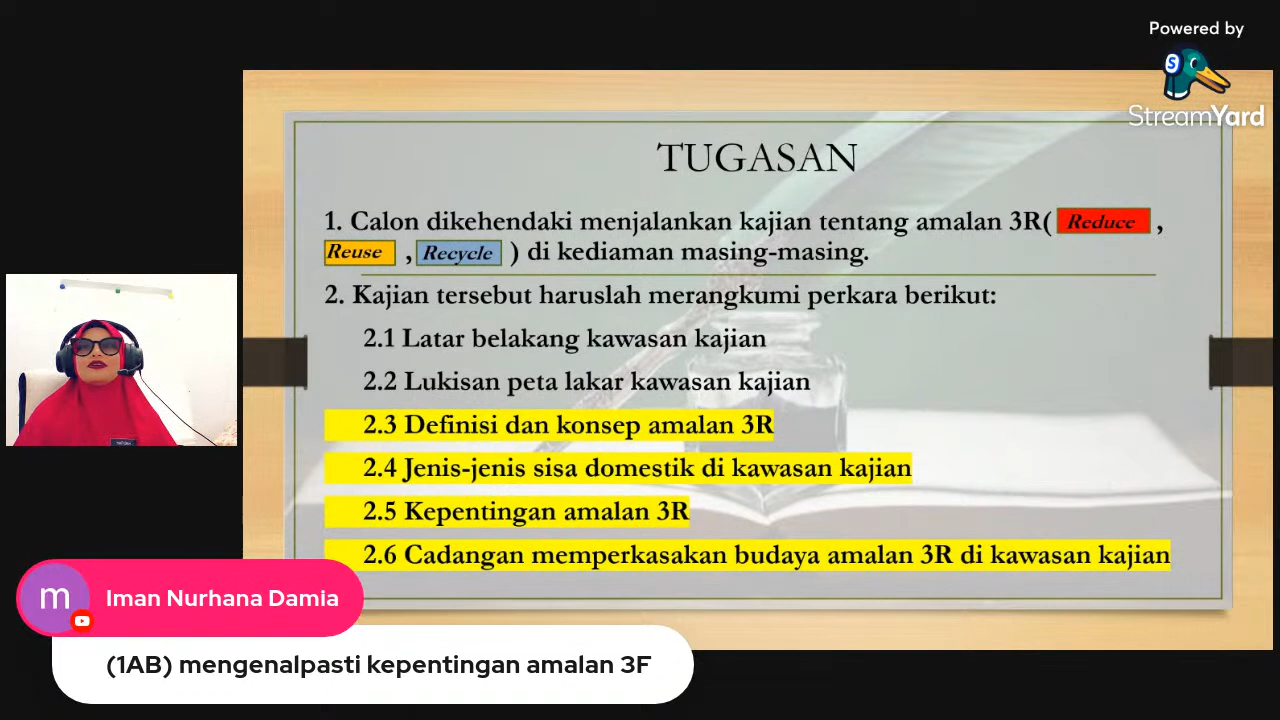 Powered by
S
StreamYard
TUGASAN
1. Calon dikehendaki menjalankan kajian tentang amalan 3R( Reduce ,
Reuse , Recycle ) di kediaman masing-masing.
2. Kajian tersebut haruslah merangkumi perkara berikut:
2.1 Latar belakang kawasan kajian
2.2 Lukisan peta lakar kawasan kajian
2.3 Definisi dan konsep amalan 3R
2.4 Jenis-jenis sisa domestik di kawasan kajian
2.5 Kepentingan amalan 3R
2.6 Cadangan memperkasakan budaya amalan 3R di kawasan kajian
m
Iman Nurhana Damia
(1AB) mengenalpasti kepentingan amalan 3F